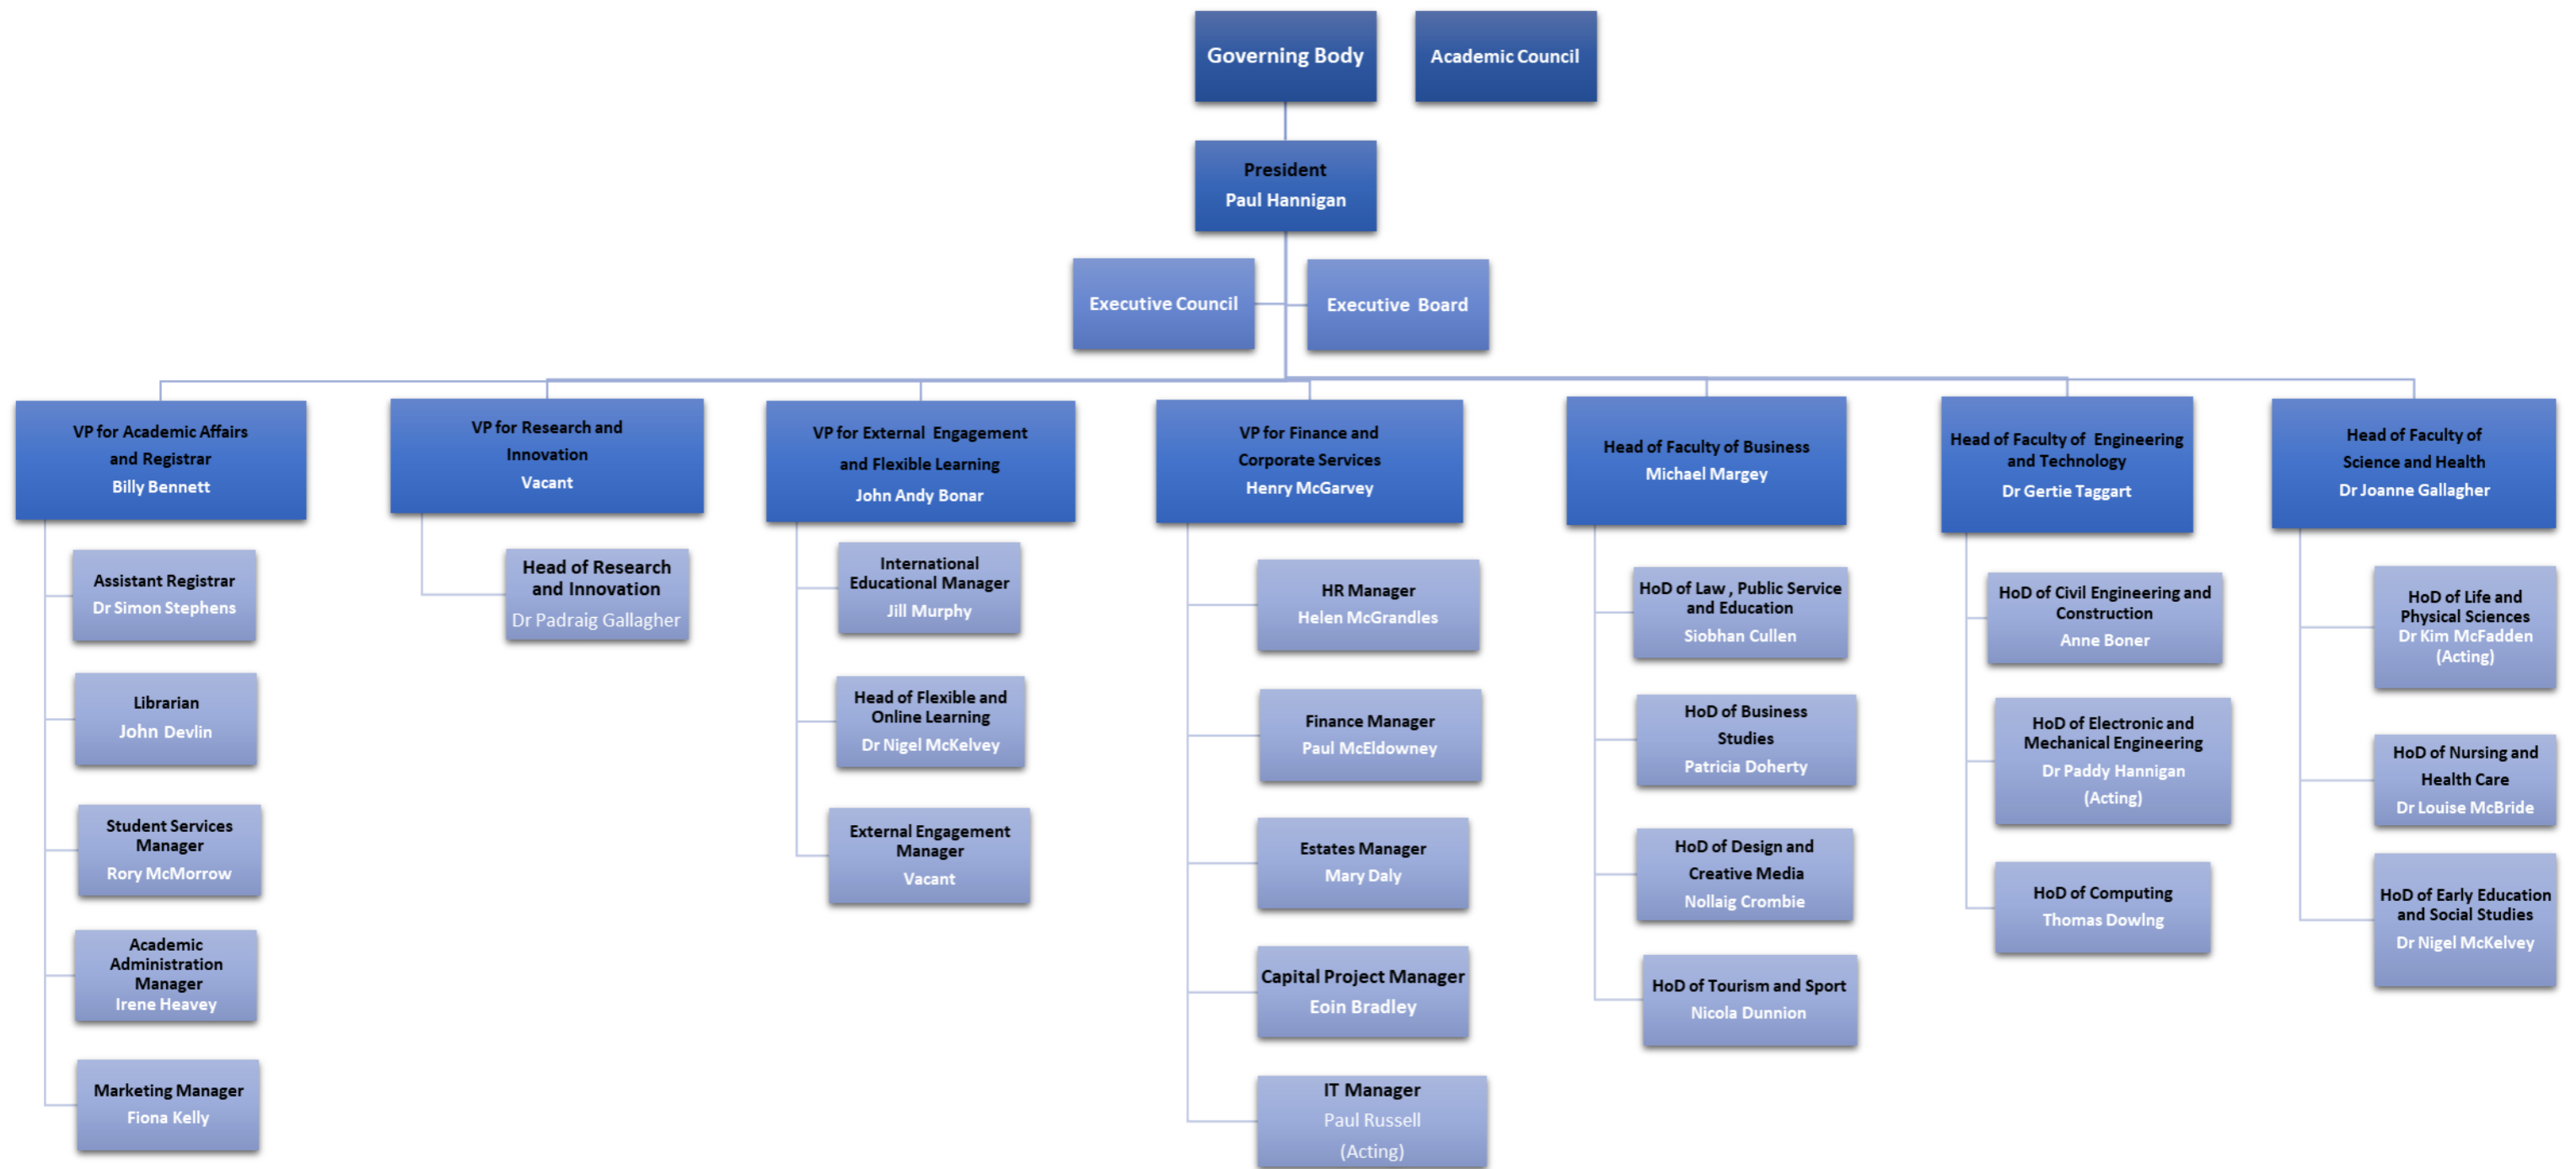 Governing Body
Academic Council
President
Paul Hannigan
Executive Council
Executive Board
VP for Academic Affairs
and Registrar
Billy Bennett
Assistant Registrar
Dr Simon Stephens
Librarian
John Devlin
Student Services
Manager
Rory McMorrow
Academic
Administration
Manager
Irene Heavey
Marketing Manager
Fiona Kelly
VP for Research and
Innovation
Vacant
Head of Research
and Innovation
Dr Padraig Gallagher
VP for External Engagement
and Flexible Learning
John Andy Bonar
International
Educational Manager
Jill Murphy
Head of Flexible and
Online Learning
Dr Nigel McKelvey
External Engagement
Manager
Vacant
VP for Finance and
Corporate Services
Henry McGarvey
HR Manager
Helen McGrandles
Finance Manager
Paul McEldowney
Estates Manager
Mary Daly
Capital Project Manager
Eoin Bradley
IT Manager
Paul Russell
(Acting)
Head of Faculty of Business
Michael Margey
HoD of Law , Public Service
and Education
Siobhan Cullen
HoD of Business
Studies
Patricia Doherty
HoD of Design and
Creative Media
Nollaig Crombie
HoD of Tourism and Sport
Nicola Dunnion
Head of Faculty of Engineering
and Technology
Dr Gertie Taggart
HoD of Civil Engineering and
Construction
Anne Boner
HoD of Electronic and
Mechanical Engineering
Dr Paddy Hannigan
(Acting)
HoD of Computing
Thomas Dowlng
Head of Faculty of
Science and Health
Dr Joanne Gallagher
HoD of Life and
Physical Sciences
Dr Kim McFadden
(Acting)
HoD of Nursing and
Health Care
Dr Louise McBride
HoD of Early Education
and Social Studies
Dr Nigel McKelvey